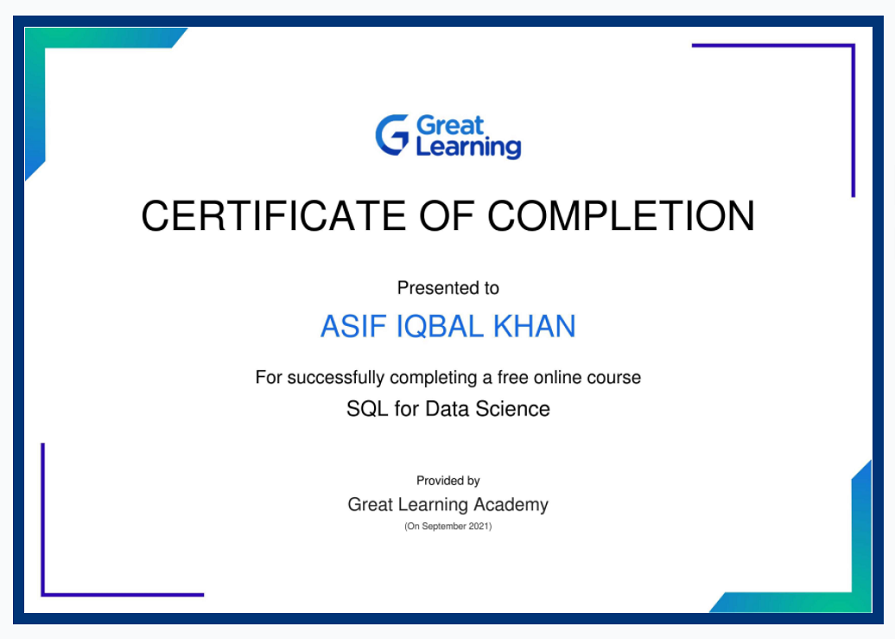 Great
Learning
CERTIFICATE OF COMPLETION
Presented to
ASIF IQBAL KHAN
For successfully completing a free online course
SQL for Data Science
Provided by
Great Learning Academy
(On September 2021)